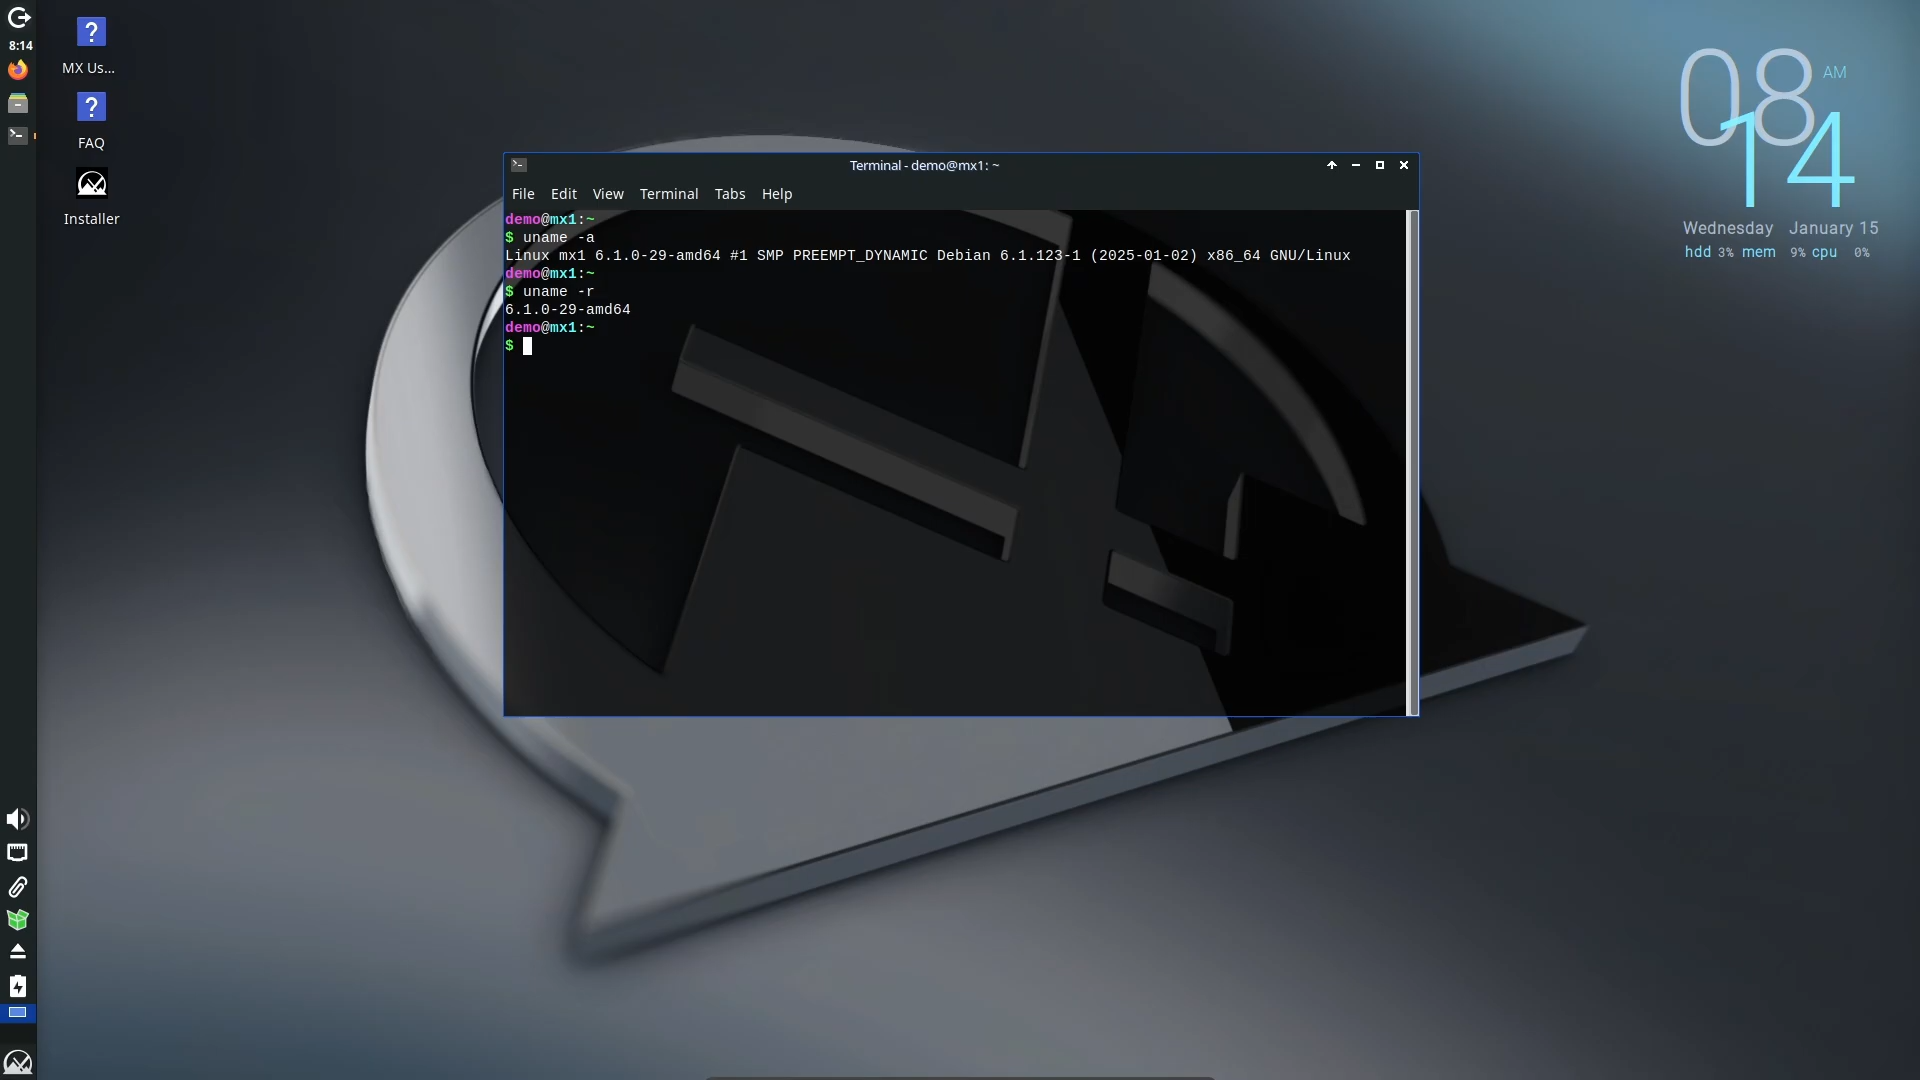 8:14
MX Us...
FAQ
Installer
Terminal - demo@mx1: ~
File Edit View Terminal Tabs Help
demo@mx1:~
$ uname -a
Linux mx1 6.1.0-29-amd64 #1 SMP PREEMPT_DYNAMIC Debian 6.1.123-1 (2025-01-02) x86_64 GNU/Linux
demo@mx1:~
$ uname -r
6.1.0-29-amd64
demo@mx1:~
$
08 AM
14
Wednesday January 15
hdd 3% mem 9% cpu 0%